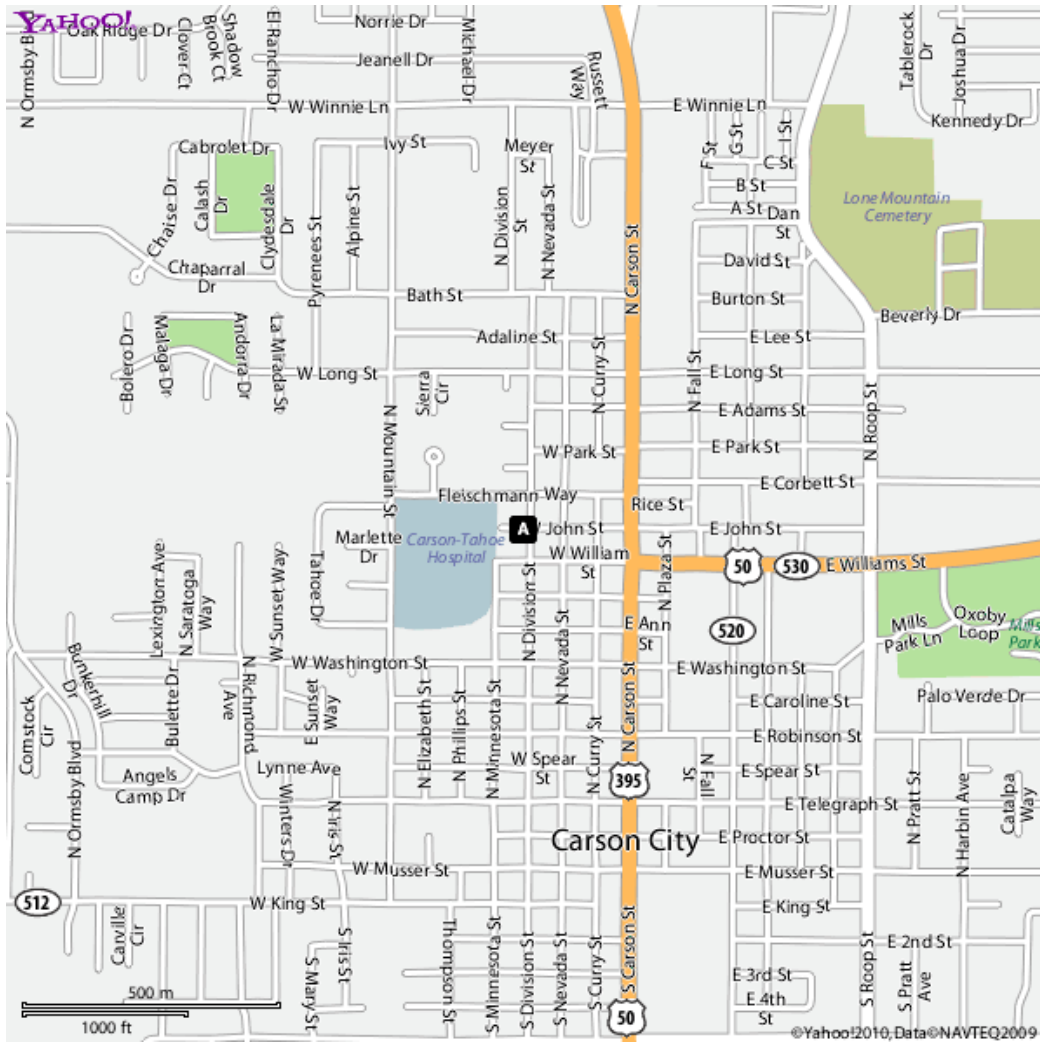 YAHOO!
N Ormsby Bl
Oak Ridge Dr
Clover Ct
Shadow
Brook Ct
El Rancho Dr
Norrie Dr
Jeanell Dr
Michael Dr
Russett
Way
Tablerock
Dr
Joshua Dr
Kennedy Dr
W Winnie Ln
E Winnie Ln
Cabrolet Dr
Ivy St
Meyer
St
F St
G St
I St
C St
B St
A St
Dan
St
Lone Mountain
Cemetery
Chaise Dr
Calash
Dr
Clydesdale
Dr
Pyrenees St
Alpine St
N Division
St
N Nevada St
N Carson St
David St
Chaparral
Dr
Bath St
Burton St
Beverly Dr
Bolero Dr
Malaga Dr
Andorra Dr
La Mirada St
Adaline St
E Lee St
W Long St
Sierra
Cir
N Curry St
N Fall St
E Long St
E Adams St
N Roop St
N Mountain St
W Park St
E Park St
Fleischmann Way
Rice St
E Corbett St
Marlette
Dr
Carson-Tahoe
Hospital
A
John St
E John St
W William
St
50
530
E Williams St
Lexington Ave
N Saratoga
Way
W Sunset Way
Tahoe Dr
N Division St
N Nevada St
N Plaza St
E Ann
St
520
Mills
Park Ln
Oxoby
Loop
Mills
Park
Bunkerhill
Dr
Bulette Dr
N Richmond
Ave
W Washington St
E Washington St
Comstock
Cir
E Sunset
Way
N Elizabeth St
N Phillips St
N Minnesota St
N Carson St
E Caroline St
Palo Verde Dr
E Robinson St
N Ormsby Blvd
Angels
Camp Dr
Lynne Ave
W Spear
St
N Curry St
395
N Fall
St
E Spear St
N Pratt St
N Harbin Ave
Catalpa
Way
Winters Dr
N Iris St
E Telegraph St
Carson City
E Proctor St
W Musser St
E Musser St
512
W King St
E King St
Carville
Cir
S Iris St
S Mary St
Thompson St
S Minnesota St
S Division St
S Nevada St
S Curry St
S Carson St
E 2nd St
E 3rd St
E 4th
St
S Roop St
S Pratt
Ave
500 m
1000 ft
50
©Yahoo!2010, Data©NAVTEQ2009